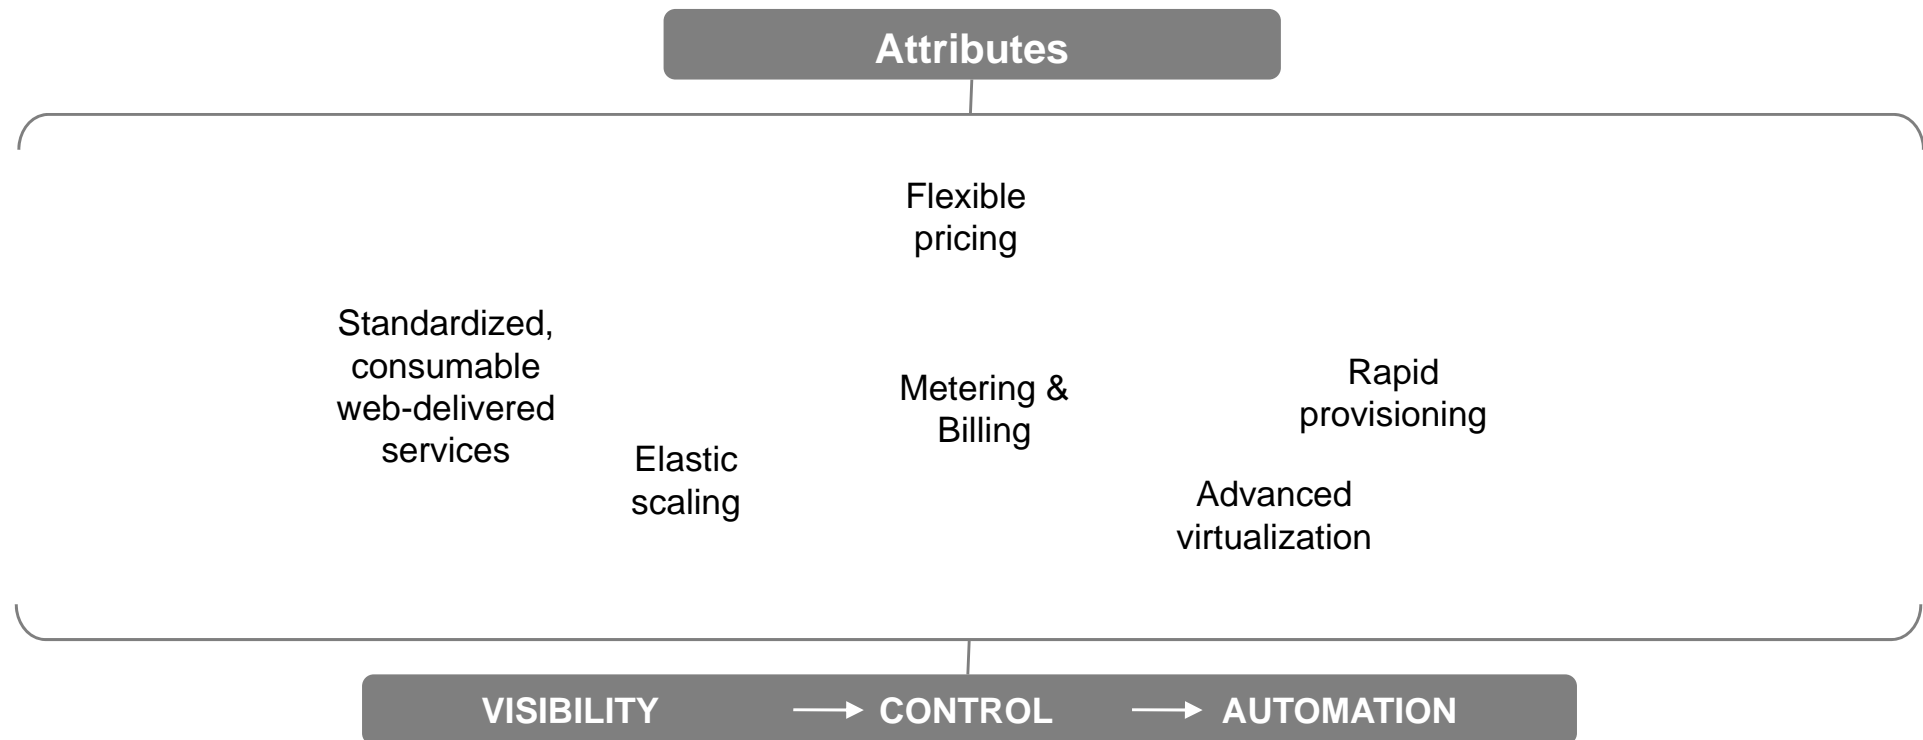 Attributes
Flexible
pricing
Standardized,
consumable
web-delivered
services
Elastic
scaling
Metering &
Billing
Rapid
provisioning
Advanced
virtualization
VISIBILITY → CONTROL → AUTOMATION